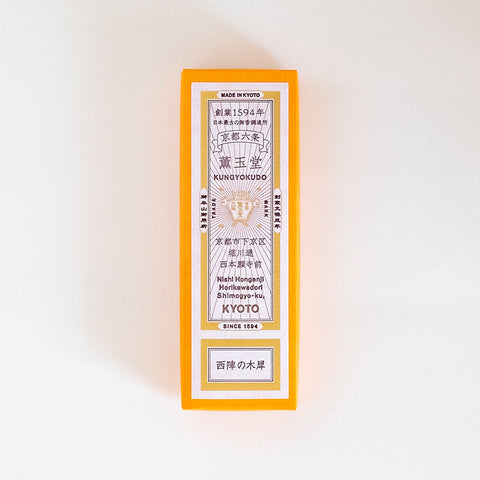 MADE IN KYOTO
創業1594年
日本最古の御香調進所
京都六条
薫玉堂
KUNGYOKUDO
TRADE
MARK
京都市下京区
堀川通
西本願寺前
Nishi Honganji
Horikawadori
Shimogyo-ku,
KYOTO
SINCE 1594
西陣の木犀